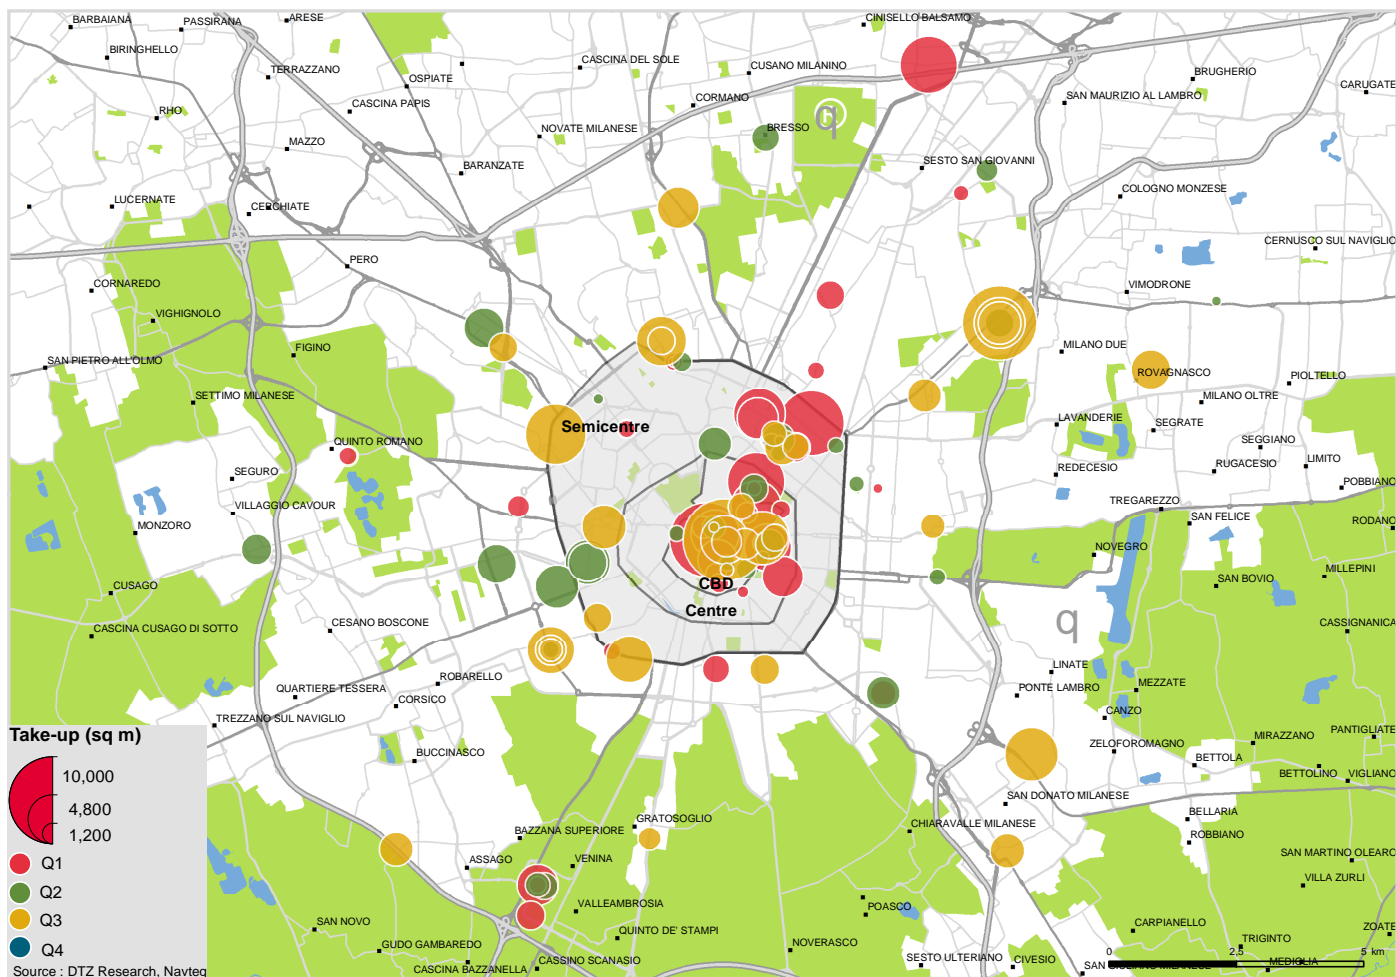 BARBAIANA
PASSIRANA
ARESE
CINISELLO BALSAMO
BIRINGHELLO
TERRAZZANO
OSPIATE
CASCINA DEL SOLE
CUSANO MILANINO
BRUGHERIO
CARUGATE
RHO
CASCINA PAPIS
CORMANO
SAN MAURIZIO AL LAMBRO
q
MAZZO
NOVATE MILANESE
BRESSO
BARANZATE
SESTO SAN GIOVANNI
LUCERNATE
CERCHIATE
COLOGNO MONZESE
CERNUSCO SUL NAVIGLIO
PERO
CORNAREDO
VIMODRONE
VIGHIGNOLO
FIGINO
MILANO DUE
SAN PIETRO ALL'OLMO
ROVAGNASCO
PIOLTELLO
SETTIMO MILANESE
MILANO OLTRE
Semicentre
LAVANDERIE
SEGRATE
QUINTO ROMANO
SEGGIANO
SEGURO
REDECESIO
RUGACESIO
LIMITO
POBBIANO
VILLAGGIO CAVOUR
TREGAREZZO
MONZORO
SAN FELICE
RODANO
NOVEGRO
CUSAGO
CBD
SAN BOVIO
MILLEPINI
Centre
q
CASCINA CUSAGO DI SOTTO
CESANO BOSCONE
CASSIGNANICA
LINATE
ROBARELLO
QUARTIERE TESSERA
CORSICO
PONTE LAMBRO
MEZZATE
TREZZANO SUL NAVIGLIO
CANZO
MIRAZZANO
PANTIGLIATE
BUCCINASCO
ZELOFOROMAGNO
BETTOLA
BETTOLINO
VIGLIANO
Take-up (sq m)
10,000
4,800
1,200
Q1
Q2
Q3
Q4
Source : DTZ Research, Navteq
SAN DONATO MILANESE
BELLARIA
GRATOSOGLIO
BAZZANA SUPERIORE
CHIARAVALLE MILANESE
ROBBIANO
ASSAGO
VENINA
SAN MARTINO OLEARO
VILLA ZURLI
VALLEAMBROSIA
POASCO
SAN NOVO
CARPIANELLO
ZOATE
QUINTO DE' STAMPI
GUDO GAMBAREDO
NOVERASCO
TRIGINTO
0 2,5 5 km
CASCINA BAZZANELLA
CASSINO SCANASIO
SESTO ULTERIANO
CIVESIO
SAN GIULIANO MILANESE
MEDIGLIA